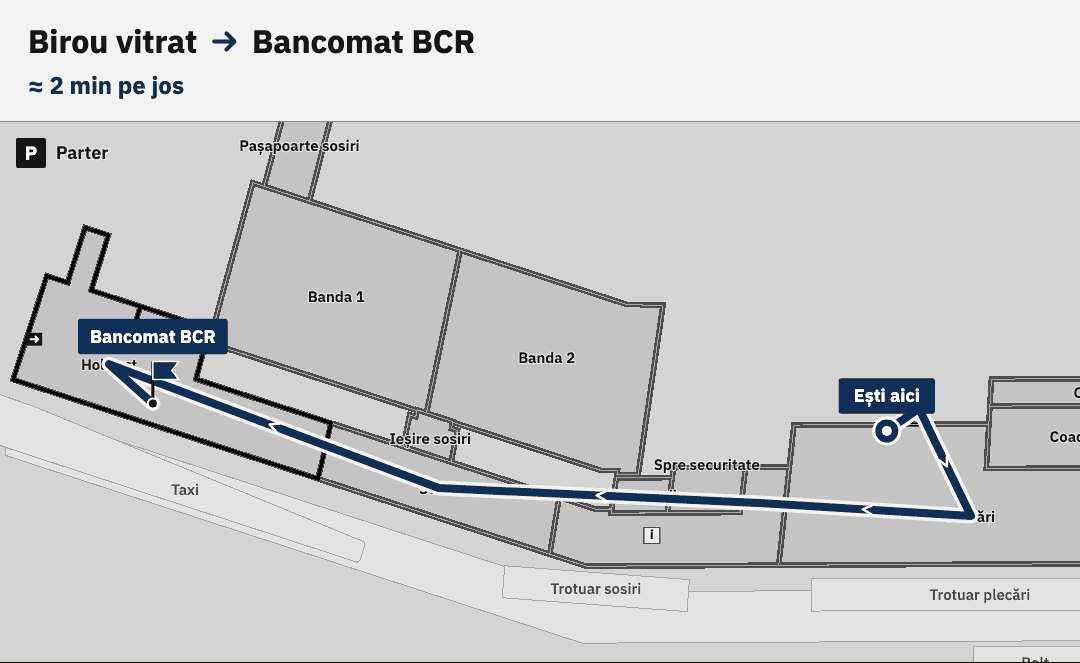 Birou vitrat → Bancomat BCR
≈ 2 min pe jos
P Parter
Pașapoarte sosiri
Banda 1
Bancomat BCR
Banda 2
Ești aici
Ieșire sosiri
Spre securitate
Taxi
i
ări
Trotuar sosiri
Trotuar plecări